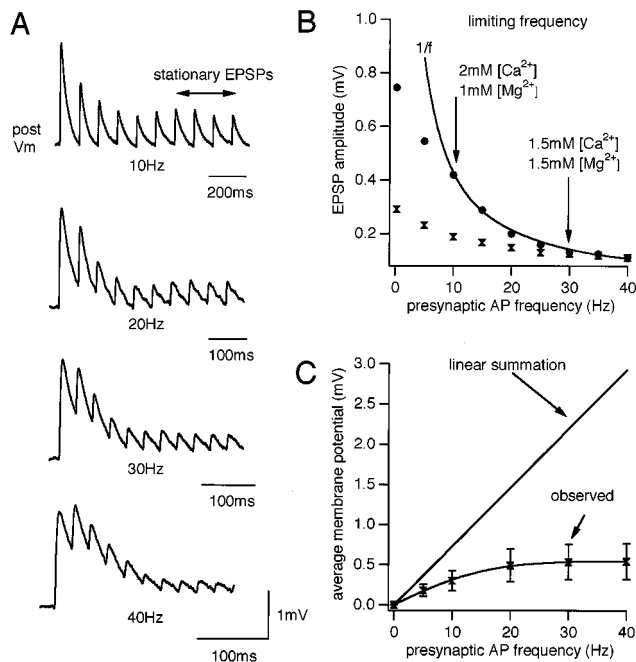 A
stationary EPSPs
post
Vm
10Hz
200ms
20Hz
100ms
30Hz
100ms
40Hz
1mV
100ms
B
limiting frequency
1/f
2mM [Ca²⁺]
1mM [Mg²⁺]
1.5mM [Ca²⁺]
1.5mM [Mg²⁺]
EPSP amplitude (mV)
1.0
0.8
0.6
0.4
0.2
0 10 20 30 40
presynaptic AP frequency (Hz)
C
linear summation
observed
average membrane potential (mV)
3.0
2.5
2.0
1.5
1.0
0.5
0.0
0 10 20 30 40
presynaptic AP frequency (Hz)